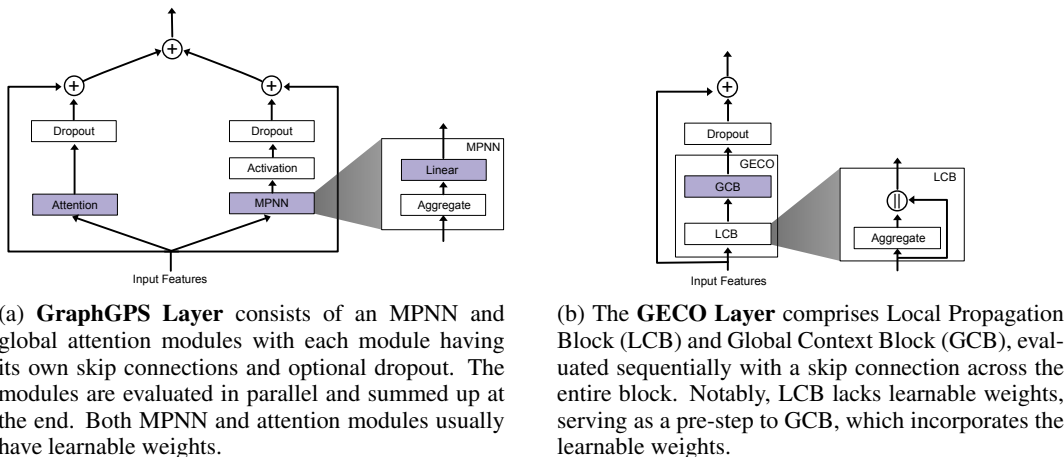 Dropout
Dropout
Activation
Attention
MPNN
Input Features
MPNN
Linear
Aggregate
(a) GraphGPS Layer consists of an MPNN and
global attention modules with each module having
its own skip connections and optional dropout. The
modules are evaluated in parallel and summed up at
the end. Both MPNN and attention modules usually
have learnable weights.
Dropout
GECO
GCB
LCB
Input Features
LCB
||
Aggregate
(b) The GECO Layer comprises Local Propagation
Block (LCB) and Global Context Block (GCB), eval-
uated sequentially with a skip connection across the
entire block. Notably, LCB lacks learnable weights,
serving as a pre-step to GCB, which incorporates the
learnable weights.